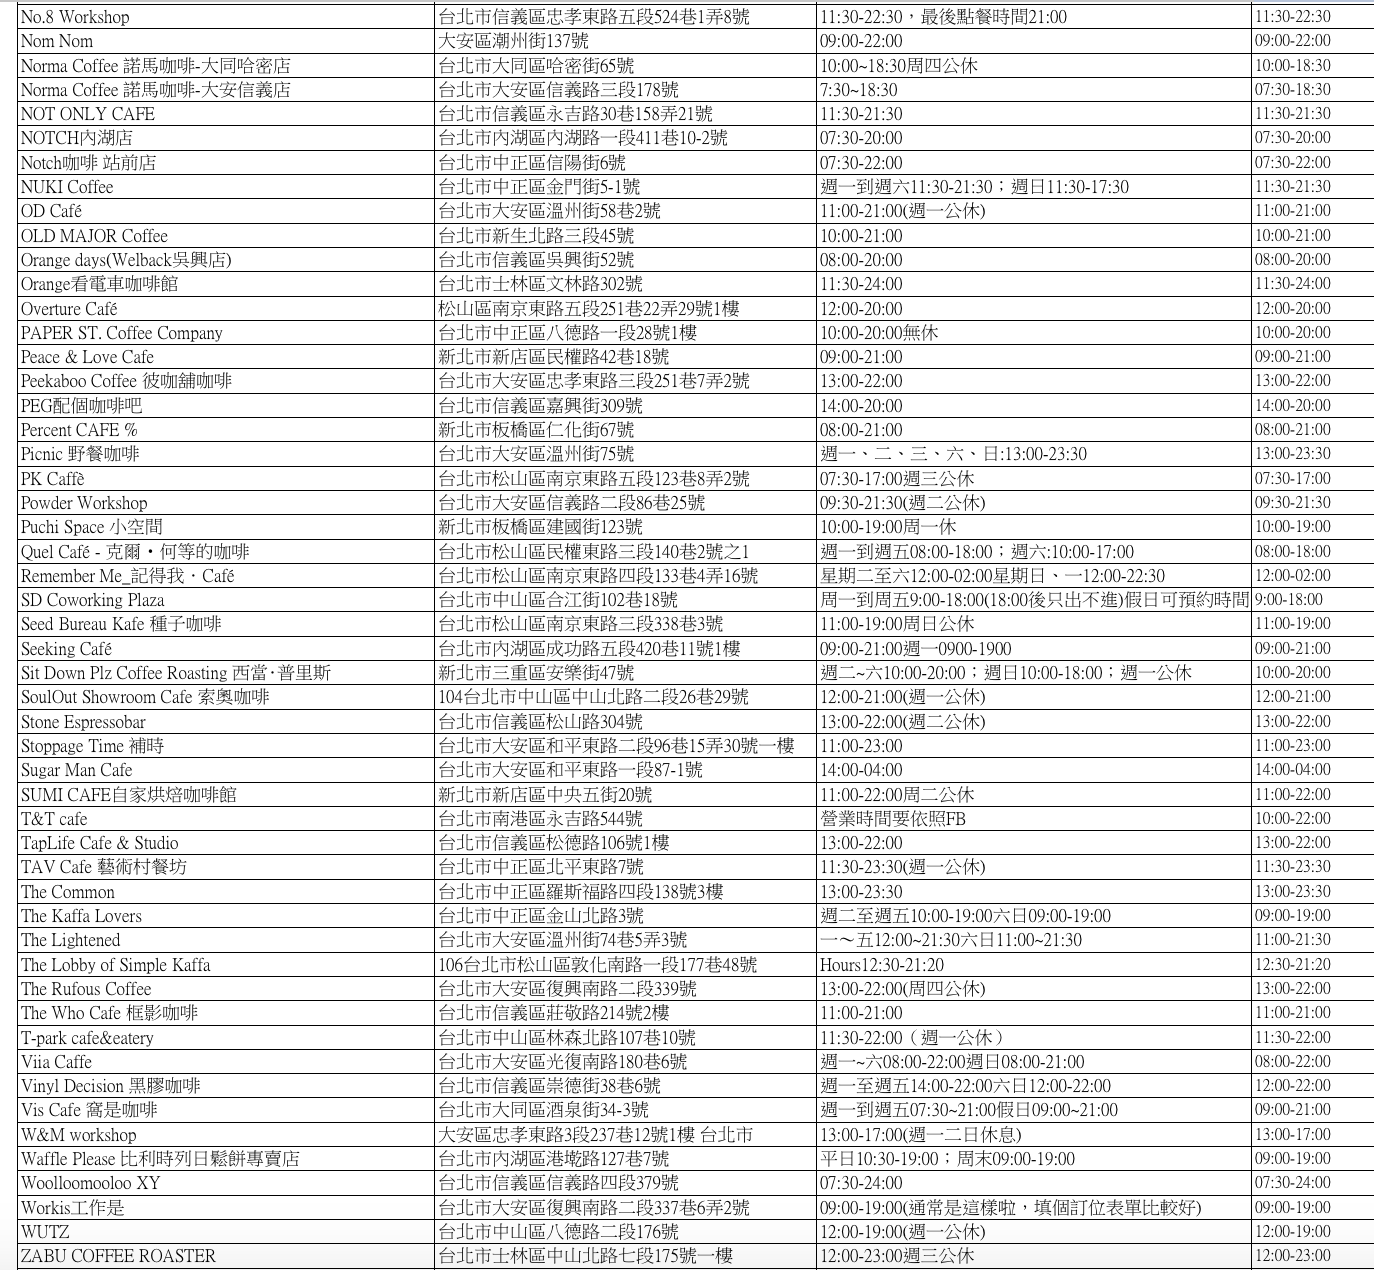 No.8 Workshop 台北市信義區忠孝東路五段524巷1弄8號 11:30-22:30，最後點餐時間21:00 11:30-22:30
Nom Nom 大安區潮州街137號 09:00-22:00 09:00-22:00
Norma Coffee 諾馬咖啡-大同哈密店 台北市大同區哈密街65號 10:00~18:30周四公休 10:00-18:30
Norma Coffee 諾馬咖啡-大安信義店 台北市大安區信義路三段178號 7:30~18:30 07:30-18:30
NOT ONLY CAFE 台北市信義區永吉路30巷158弄21號 11:30-21:30 11:30-21:30
NOTCH內湖店 台北市內湖區內湖路一段411巷10-2號 07:30-20:00 07:30-20:00
Notch咖啡 站前店 台北市中正區信陽街6號 07:30-22:00 07:30-22:00
NUKI Coffee 台北市中正區金門街5-1號 週一到週六11:30-21:30；週日11:30-17:30 11:30-21:30
OD Café 台北市大安區溫州街58巷2號 11:00-21:00(週一公休) 11:00-21:00
OLD MAJOR Coffee 台北市新生北路三段45號 10:00-21:00 10:00-21:00
Orange days(Welback吳興店) 台北市信義區吳興街52號 08:00-20:00 08:00-20:00
Orange看電車咖啡館 台北市士林區文林路302號 11:30-24:00 11:30-24:00
Overture Café 松山區南京東路五段251巷22弄29號1樓 12:00-20:00 12:00-20:00
PAPER ST. Coffee Company 台北市中正區八德路一段28號1樓 10:00-20:00無休 10:00-20:00
Peace & Love Cafe 新北市新店區民權路42巷18號 09:00-21:00 09:00-21:00
Peekaboo Coffee 彼咖舖咖啡 台北市大安區忠孝東路三段251巷7弄2號 13:00-22:00 13:00-22:00
PEG配個咖啡吧 台北市信義區嘉興街309號 14:00-20:00 14:00-20:00
Percent CAFE % 新北市板橋區仁化街67號 08:00-21:00 08:00-21:00
Picnic 野餐咖啡 台北市大安區溫州街75號 週一、二、三、六、日:13:00-23:30 13:00-23:30
PK Caffè 台北市松山區南京東路五段123巷8弄2號 07:30-17:00週三公休 07:30-17:00
Powder Workshop 台北市大安區信義路二段86巷25號 09:30-21:30(週二公休) 09:30-21:30
Puchi Space 小空間 新北市板橋區建國街123號 10:00-19:00周一休 10:00-19:00
Quel Café - 克爾・何等的咖啡 台北市松山區民權東路三段140巷2號之1 週一到週五08:00-18:00；週六:10:00-17:00 08:00-18:00
Remember Me_記得我．Café 台北市松山區南京東路四段133巷4弄16號 星期二至六12:00-02:00星期日、一12:00-22:30 12:00-02:00
SD Coworking Plaza 台北市中山區合江街102巷18號 周一到周五9:00-18:00(18:00後只出不進)假日可預約時間 9:00-18:00
Seed Bureau Kafe 種子咖啡 台北市松山區南京東路三段338巷3號 11:00-19:00周日公休 11:00-19:00
Seeking Café 台北市內湖區成功路五段420巷11號1樓 09:00-21:00週一0900-1900 09:00-21:00
Sit Down Plz Coffee Roasting 西當·普里斯 新北市三重區安樂街47號 週二~六10:00-20:00；週日10:00-18:00；週一公休 10:00-20:00
SoulOut Showroom Cafe 索奧咖啡 104台北市中山區中山北路二段26巷29號 12:00-21:00(週一公休) 12:00-21:00
Stone Espressobar 台北市信義區松山路304號 13:00-22:00(週二公休) 13:00-22:00
Stoppage Time 補時 台北市大安區和平東路二段96巷15弄30號一樓 11:00-23:00 11:00-23:00
Sugar Man Cafe 台北市大安區和平東路一段87-1號 14:00-04:00 14:00-04:00
SUMI CAFE自家烘焙咖啡館 新北市新店區中央五街20號 11:00-22:00周二公休 11:00-22:00
T&T cafe 台北市南港區永吉路544號 營業時間要依照FB 10:00-22:00
TapLife Cafe & Studio 台北市信義區松德路106號1樓 13:00-22:00 13:00-22:00
TAV Cafe 藝術村餐坊 台北市中正區北平東路7號 11:30-23:30(週一公休) 11:30-23:30
The Common 台北市中正區羅斯福路四段138號3樓 13:00-23:30 13:00-23:30
The Kaffa Lovers 台北市中正區金山北路3號 週二至週五10:00-19:00六日09:00-19:00 09:00-19:00
The Lightened 台北市大安區溫州街74巷5弄3號 一～五12:00~21:30六日11:00~21:30 11:00-21:30
The Lobby of Simple Kaffa 106台北市松山區敦化南路一段177巷48號 Hours12:30-21:20 12:30-21:20
The Rufous Coffee 台北市大安區復興南路二段339號 13:00-22:00(周四公休) 13:00-22:00
The Who Cafe 框影咖啡 台北市信義區莊敬路214號2樓 11:00-21:00 11:00-21:00
T-park cafe&eatery 台北市中山區林森北路107巷10號 11:30-22:00（週一公休） 11:30-22:00
Viia Caffe 台北市大安區光復南路180巷6號 週一~六08:00-22:00週日08:00-21:00 08:00-22:00
Vinyl Decision 黑膠咖啡 台北市信義區崇德街38巷6號 週一至週五14:00-22:00六日12:00-22:00 12:00-22:00
Vis Cafe 窩是咖啡 台北市大同區酒泉街34-3號 週一到週五07:30~21:00假日09:00~21:00 09:00-21:00
W&M workshop 大安區忠孝東路3段237巷12號1樓 台北市 13:00-17:00(週一二日休息) 13:00-17:00
Waffle Please 比利時列日鬆餅專賣店 台北市內湖區港墘路127巷7號 平日10:30-19:00；周末09:00-19:00 09:00-19:00
Woolloomooloo XY 台北市信義區信義路四段379號 07:30-24:00 07:30-24:00
Workis工作是 台北市大安區復興南路二段337巷6弄2號 09:00-19:00(通常是這樣啦，填個訂位表單比較好) 09:00-19:00
WUTZ 台北市中山區八德路二段176號 12:00-19:00(週一公休) 12:00-19:00
ZABU COFFEE ROASTER 台北市士林區中山北路七段175號一樓 12:00-23:00週三公休 12:00-23:00